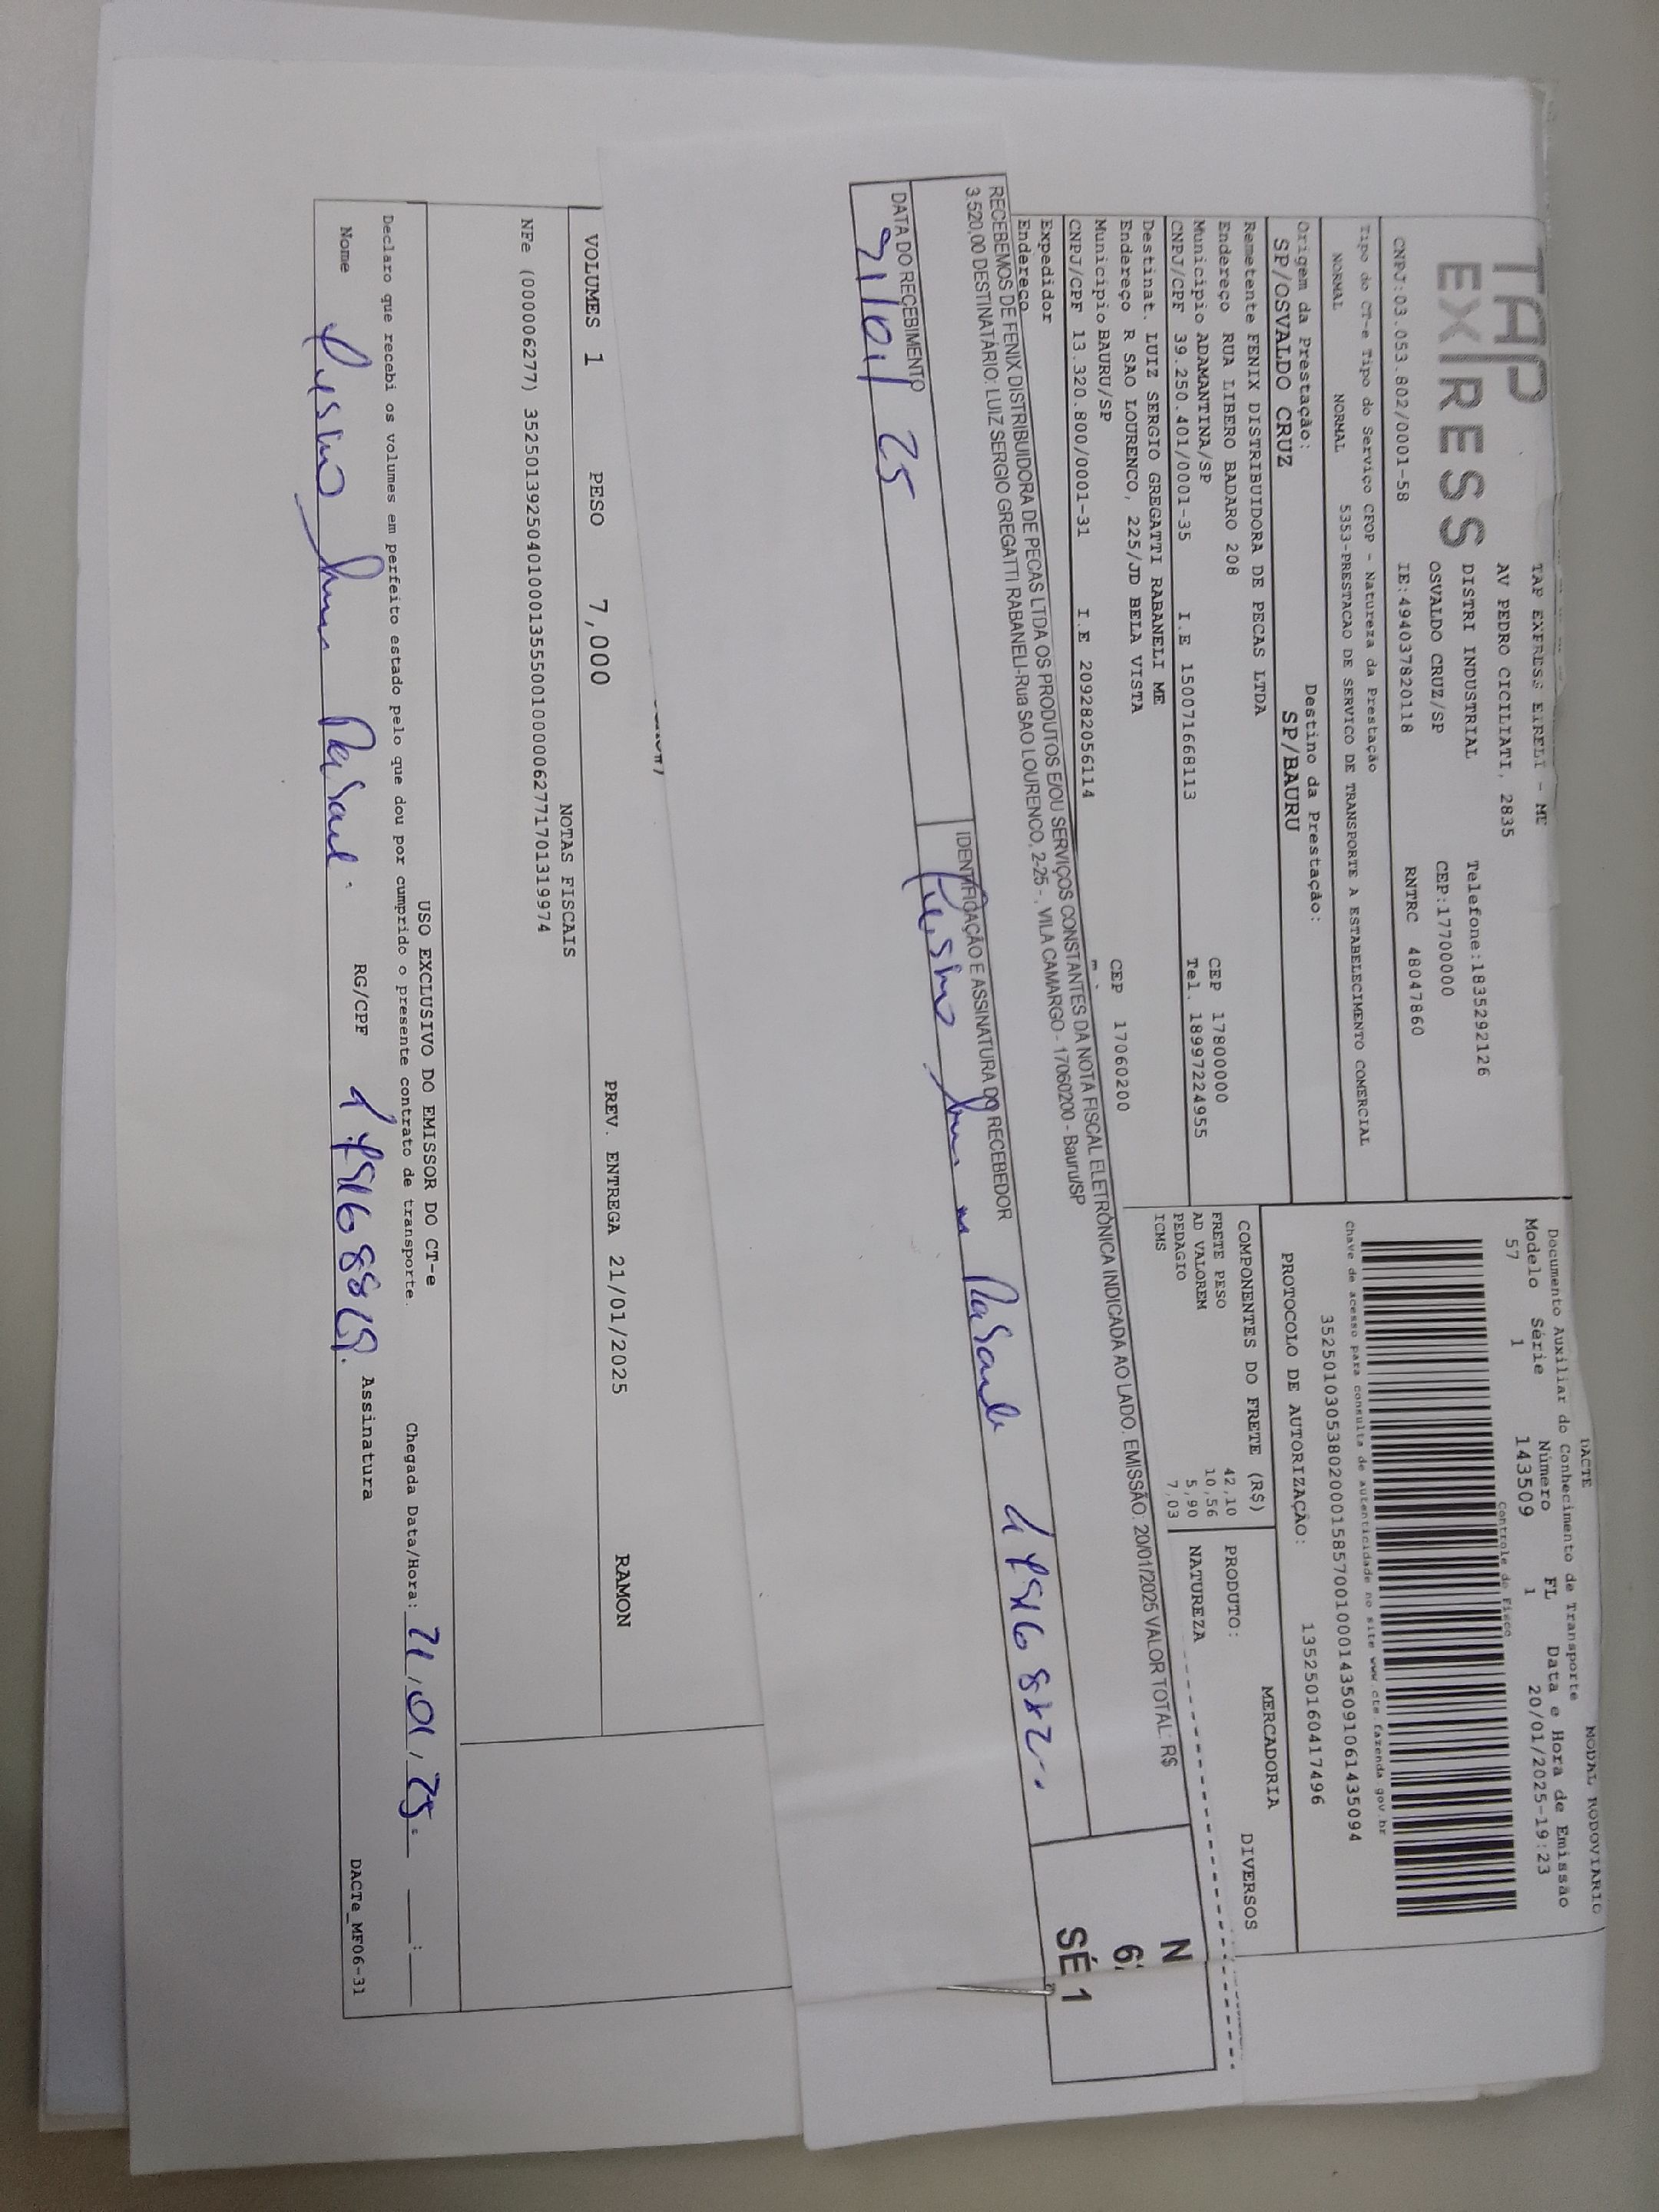 TAP
EXPRESS
TAP EXPRESS EIRELI - ME
AV PEDRO CICILIATI, 2835
DISTRI INDUSTRIAL Telefone:1835292126
OSVALDO CRUZ/SP CEP:17700000
CNPJ:03.053.802/0001-58 IE:494037820118 RNTRC 48047860
Tipo do CT-e Tipo do Serviço CFOP - Natureza da Prestação
NORMAL NORMAL 5353-PRESTACAO DE SERVICO DE TRANSPORTE A ESTABELECIMENTO COMERCIAL
Origem da Prestação: Destino da Prestação:
SP/OSVALDO CRUZ SP/BAURU
Remetente FENIX DISTRIBUIDORA DE PECAS LTDA
Endereço RUA LIBERO BADARO 208 CEP 17800000
Municipio ADAMANTINA/SP Tel. 18997224955
CNPJ/CPF 39.250.401/0001-35 I.E 150071668113
Destinat. LUIZ SERGIO GREGATTI RABANELI ME
Endereço R SAO LOURENCO, 225/JD BELA VISTA CEP 17060200
Municipio BAURU/SP
CNPJ/CPF 13.320.800/0001-31 I.E 209282056114
Expedidor
Endereço
DACTE MODAL RODOVIARIO
Documento Auxiliar do Conhecimento de Transporte
Modelo Série Número FL Data e Hora de Emissão
57 1 143509 1 20/01/2025-19:23
Controle do Fisco
Chave de acesso para consulta de autenticidade no site www.cte.fazenda.gov.br
35250103053802000158570010001435091061435094
PROTOCOLO DE AUTORIZAÇÃO: 135250160417496
COMPONENTES DO FRETE (R$) MERCADORIA
FRETE PESO 42,10 PRODUTO: DIVERSOS
AD VALOREM 10,56 NATUREZA
PEDAGIO 5,90
ICMS 7,03
RECEBEMOS DE FENIX DISTRIBUIDORA DE PECAS LTDA OS PRODUTOS E/OU SERVIÇOS CONSTANTES DA NOTA FISCAL ELETRÔNICA INDICADA AO LADO. EMISSÃO: 20/01/2025 VALOR TOTAL: R$
3.520,00 DESTINATÁRIO: LUIZ SERGIO GREGATTI RABANELI-Rua SAO LOURENCO, 2-25 -, VILA CAMARGO - 17060200 - Bauru/SP
DATA DO RECEBIMENTO IDENTIFICAÇÃO E ASSINATURA DO RECEBEDOR
21/01/25
N
6
SÉ 1
VOLUMES 1 PESO 7,000 PREV. ENTREGA 21/01/2025 RAMON
NOTAS FISCAIS
NFe (000006277) 35250139250401000135550010000062771701319974
USO EXCLUSIVO DO EMISSOR DO CT-e
Declaro que recebi os volumes em perfeito estado pelo que dou por cumprido o presente contrato de transporte. Chegada Data/Hora: 21/01/25 __:__
Nome RG/CPF Assinatura
DACTe_MF06-31